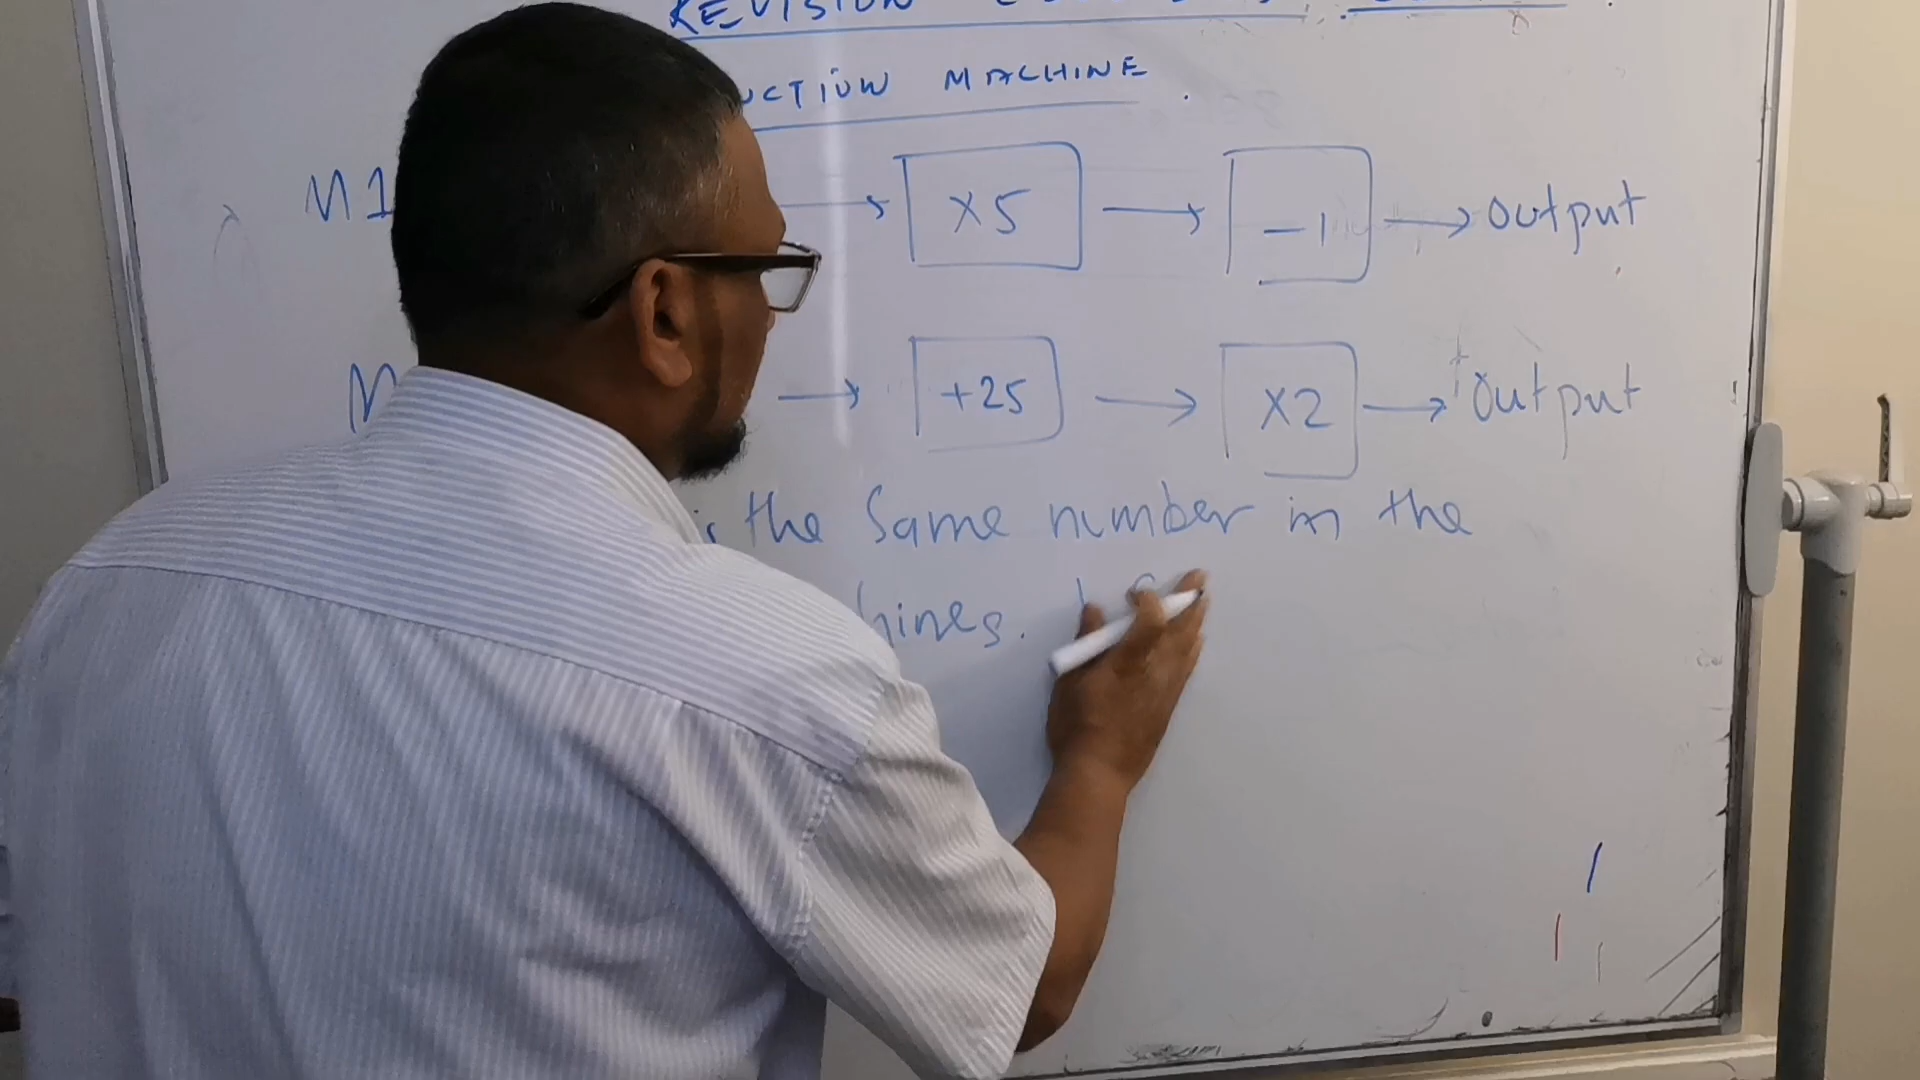 REVISION
UCTION MACHINE.
M1 → ×5 → -1 → output
M → +25 → ×2 → output
the same number in the
hines.